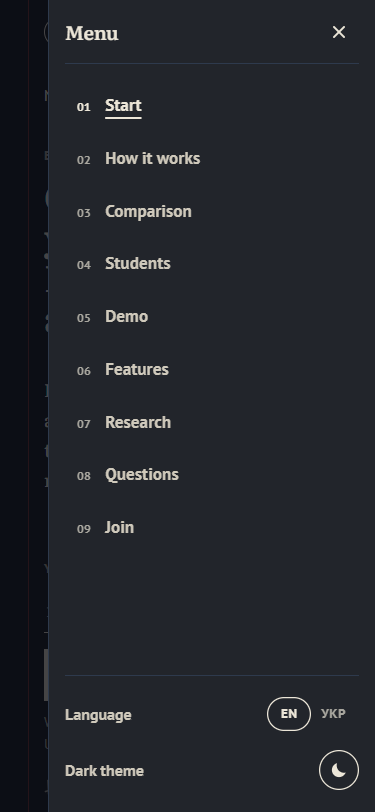 Menu
01 Start
02 How it works
03 Comparison
04 Students
05 Demo
06 Features
07 Research
08 Questions
09 Join
Language EN УКР
Dark theme